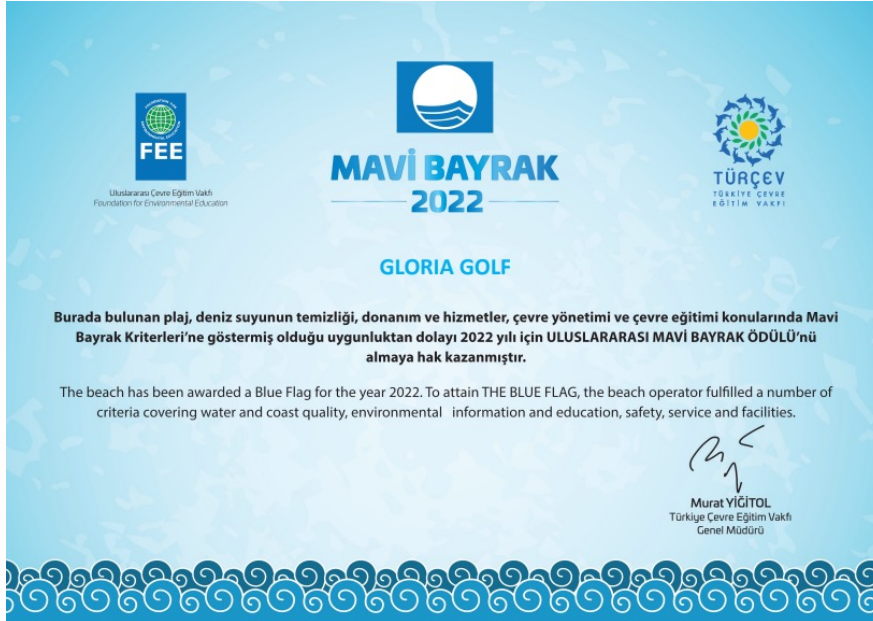 FOUNDATION FOR
ENVIRONMENTAL EDUCATION
FEE
Uluslararası Çevre Eğitim Vakfı
Foundation for Environmental Education
MAVİ BAYRAK
2022
TÜRÇEV
TÜRKİYE ÇEVRE
EĞİTİM VAKFI
GLORIA GOLF
Burada bulunan plaj, deniz suyunun temizliği, donanım ve hizmetler, çevre yönetimi ve çevre eğitimi konularında Mavi
Bayrak Kriterleri’ne göstermiş olduğu uygunluktan dolayı 2022 yılı için ULUSLARARASI MAVİ BAYRAK ÖDÜLÜ’nü
almaya hak kazanmıştır.
The beach has been awarded a Blue Flag for the year 2022. To attain THE BLUE FLAG, the beach operator fulfilled a number of
criteria covering water and coast quality, environmental information and education, safety, service and facilities.
Murat YİĞİTOL
Türkiye Çevre Eğitim Vakfı
Genel Müdürü